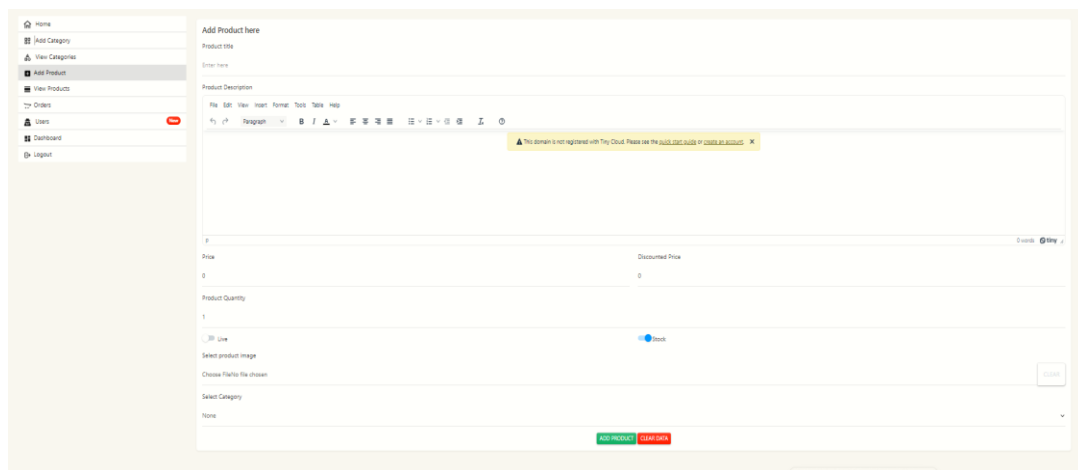 Home
Add Category
View Categories
Add Product
View Products
Orders
Users New
Dashboard
Logout
Add Product here
Product title
Enter here
Product Description
File Edit View Insert Format Tools Table Help
Paragraph B I A
This domain is not registered with Tiny Cloud. Please see the quick start guide or create an account.
p 0 words tiny
Price Discounted Price
0 0
Product Quantity
1
Live Stock
Select product image
Choose FileNo file chosen CLEAR
Select Category
None
ADD PRODUCT CLEAR DATA